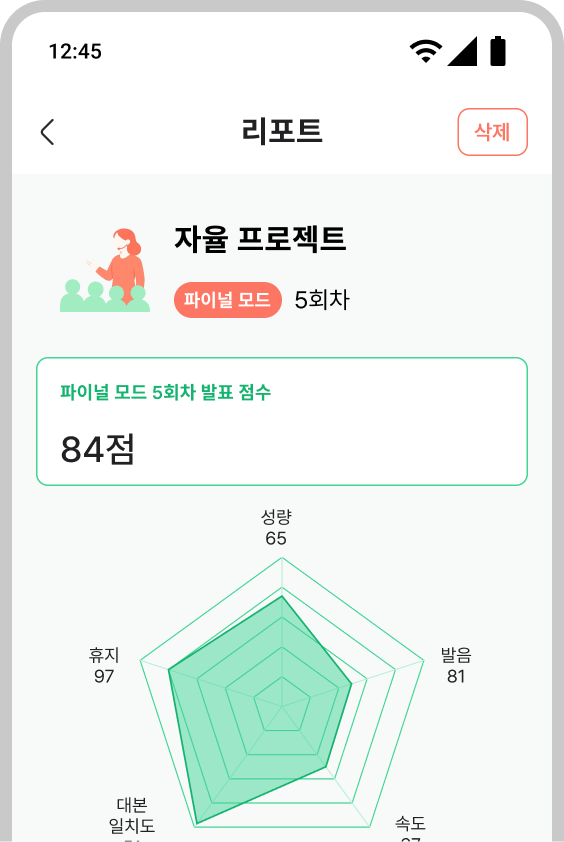 12:45
리포트
삭제
자율 프로젝트
파이널 모드 5회차
파이널 모드 5회차 발표 점수
84점
성량
65
휴지
97
발음
81
대본
일치도
속도